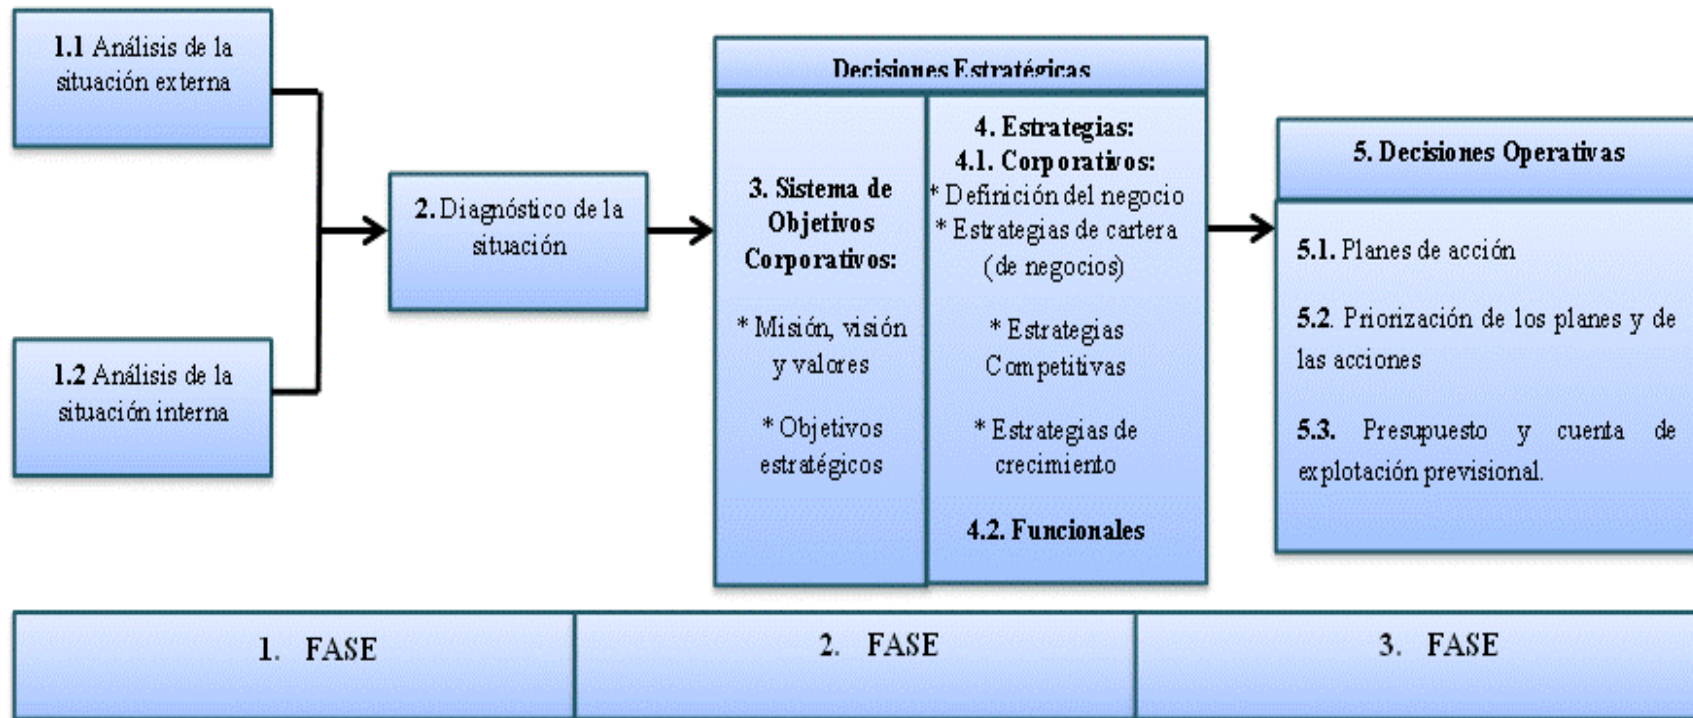 1.1 Análisis de la
situación externa
1.2 Análisis de la
situación interna
2. Diagnóstico de la
situación
Decisiones Estratégicas
3. Sistema de
Objetivos
Corporativos:
* Misión, visión
y valores
* Objetivos
estratégicos
4. Estrategias:
4.1. Corporativos:
* Definición del negocio
* Estrategias de cartera
(de negocios)
* Estrategias
Competitivas
* Estrategias de
crecimiento
4.2. Funcionales
5. Decisiones Operativas
5.1. Planes de acción
5.2. Priorización de los planes y de
las acciones
5.3. Presupuesto y cuenta de
explotación previsional.
1. FASE
2. FASE
3. FASE